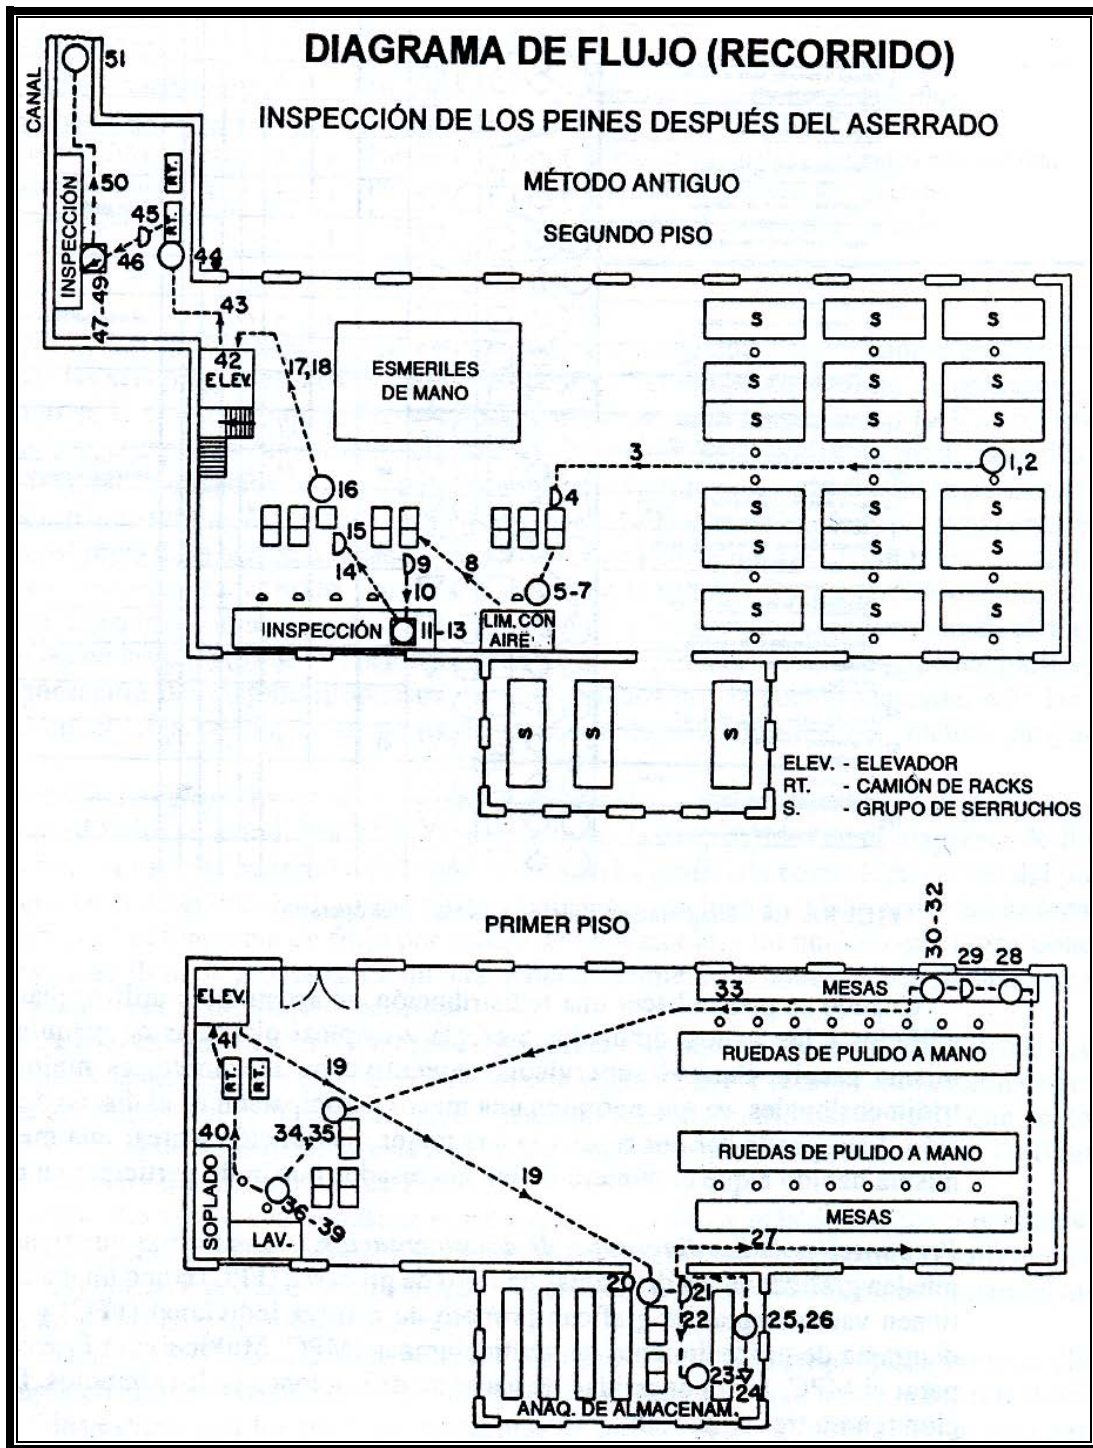 DIAGRAMA DE FLUJO (RECORRIDO)
INSPECCIÓN DE LOS PEINES DESPUÉS DEL ASERRADO
MÉTODO ANTIGUO
SEGUNDO PISO
CANAL
51
INSPECCIÓN
50
45
RT.
RT.
46
44
47-49
43
42
ELEV.
17,18
ESMERILES
DE MANO
S S S
S S S
S S S
3
1,2
16
4
S S S
S S S
S S S
15
14
9
8
10
5-7
IINSPECCIÓN
11-13
LIM. CON
AIRE
S S S
ELEV. - ELEVADOR
RT. - CAMIÓN DE RACKS
S. - GRUPO DE SERRUCHOS
PRIMER PISO
30-32
29
28
ELEV.
33
MESAS
41
RT.
RT.
19
RUEDAS DE PULIDO A MANO
40
34,35
RUEDAS DE PULIDO A MANO
SOPLADO
36-39
19
MESAS
LAV.
27
20
21
22
25,26
23
24
ANAQ. DE ALMACENAM.